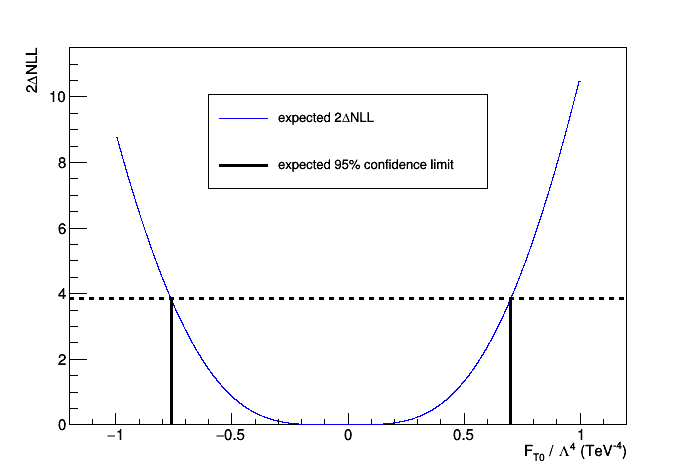 2ΔNLL
10
8
6
4
2
0
expected 2ΔNLL
expected 95% confidence limit
−1
−0.5
0
0.5
1
F_T0 / Λ^4 (TeV^-4)